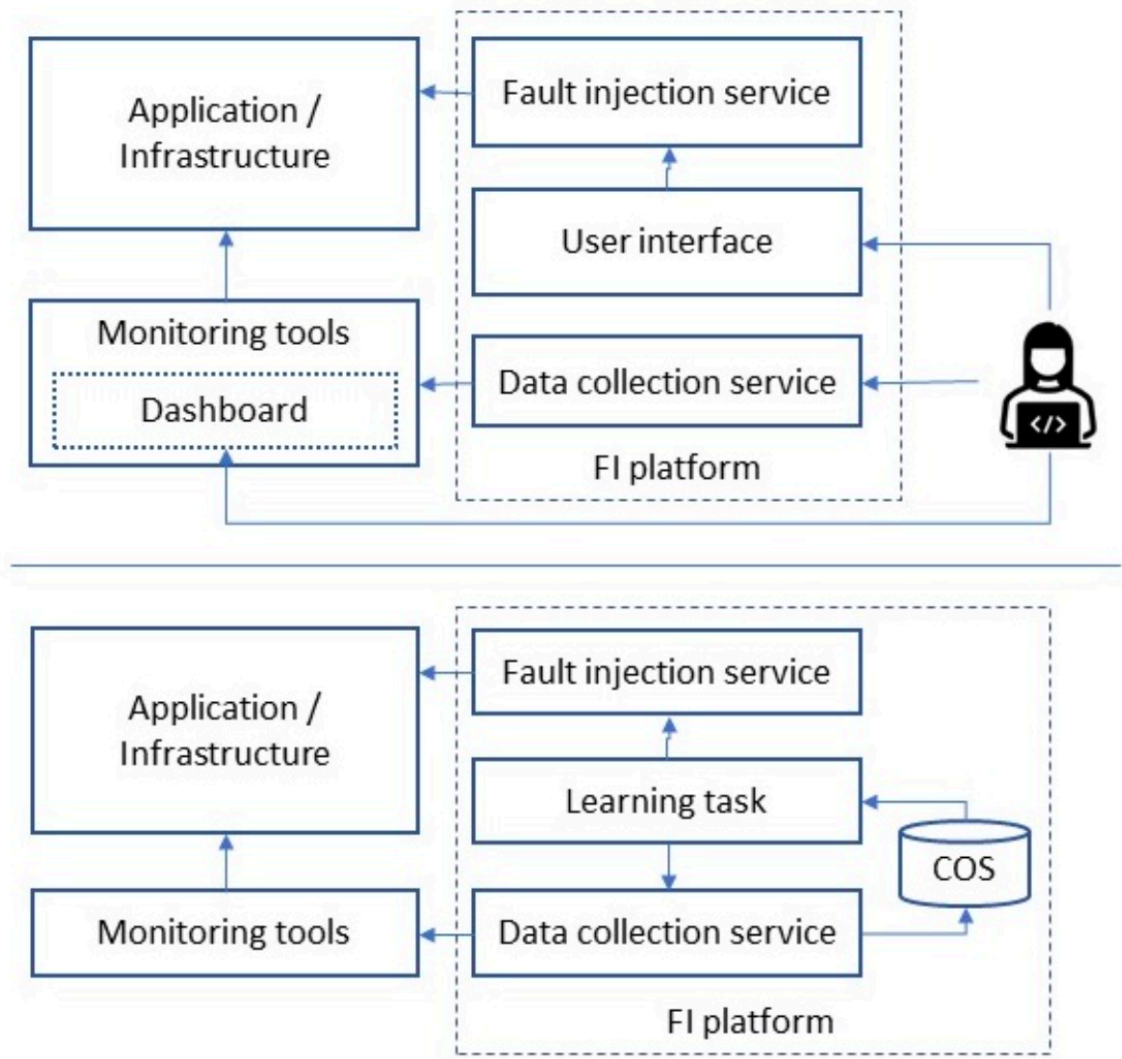 Application /
Infrastructure
Fault injection service
User interface
Monitoring tools
Dashboard
Data collection service
</>
FI platform
Application /
Infrastructure
Fault injection service
Learning task
COS
Monitoring tools
Data collection service
FI platform